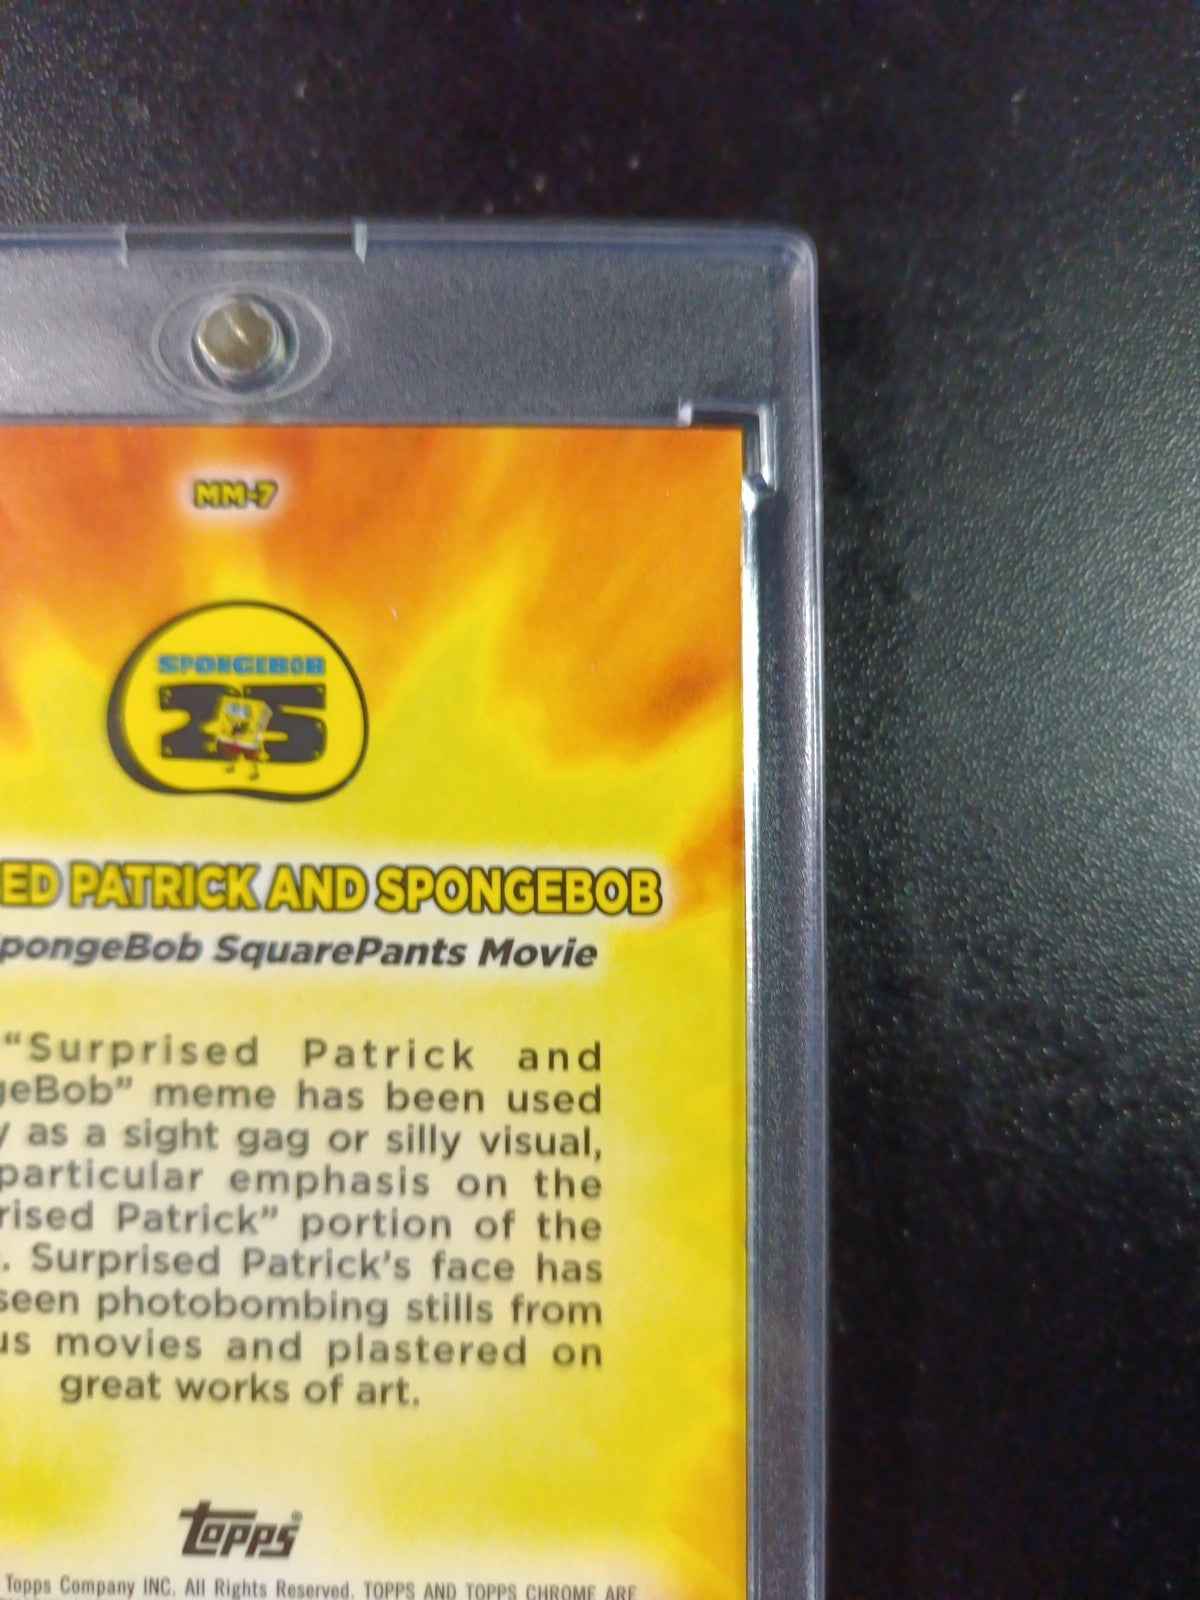 MM-7
SPONGEBOB
25
ED PATRICK AND SPONGEBOB
pongeBob SquarePants Movie
“Surprised Patrick and
geBob” meme has been used
y as a sight gag or silly visual,
particular emphasis on the
rised Patrick” portion of the
. Surprised Patrick’s face has
seen photobombing stills from
us movies and plastered on
great works of art.
topps
Topps Company INC. All Rights Reserved. TOPPS AND TOPPS CHROME ARE